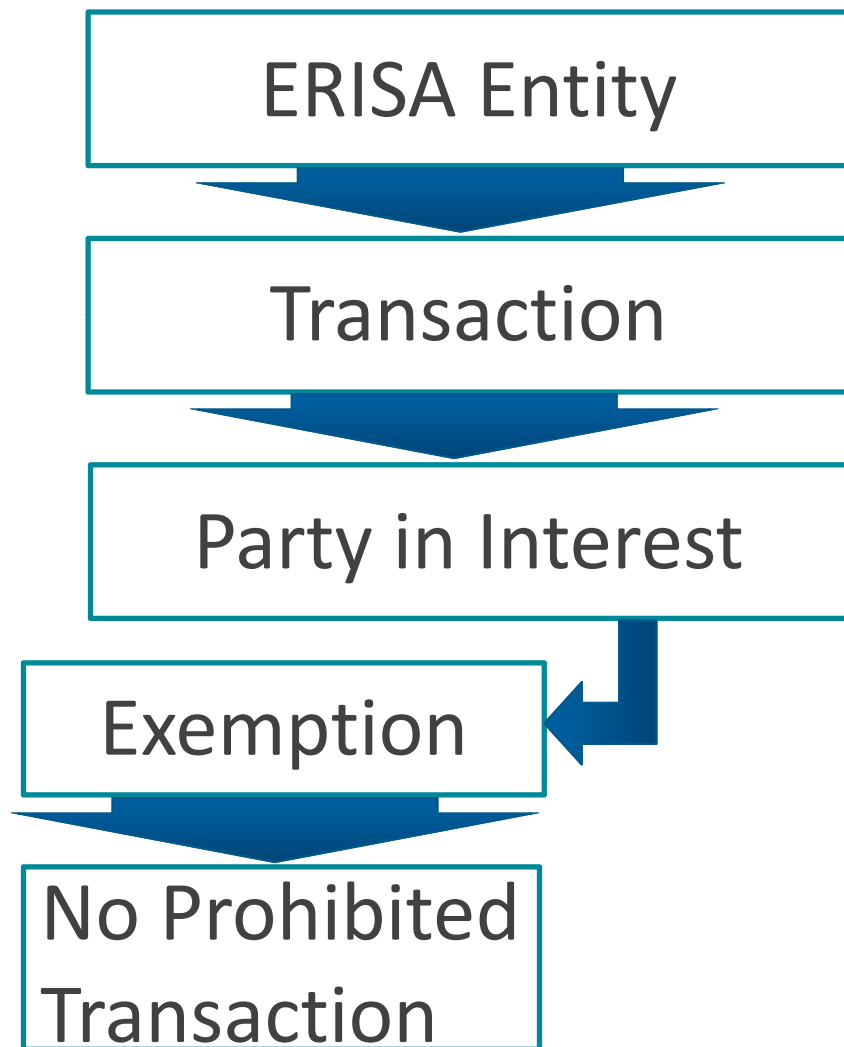 ERISA Entity
Transaction
Party in Interest
Exemption
No Prohibited
Transaction